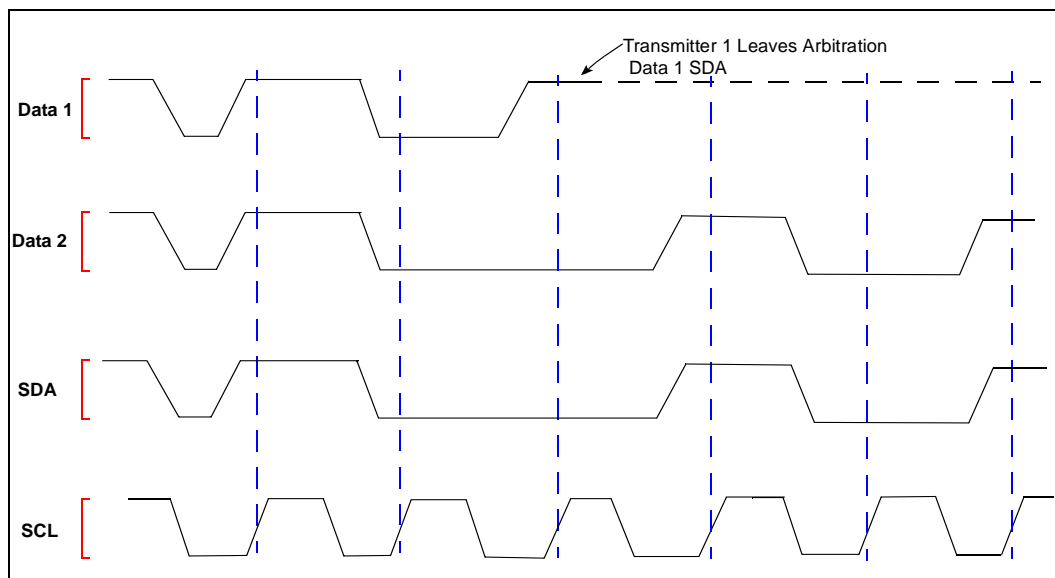 Transmitter 1 Leaves Arbitration
Data 1 SDA
Data 1
Data 2
SDA
SCL